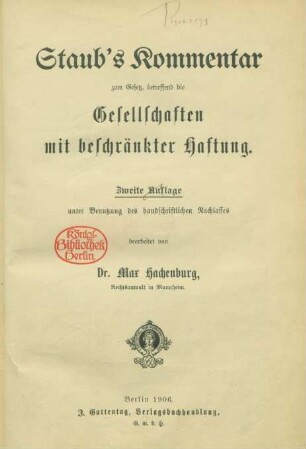 Staub's Kommentar
zum Gesetz, betreffend die
Gesellschaften
mit beschränkter Haftung.
Zweite Auflage
unter Benutzung des handschriftlichen Nachlasses
bearbeitet von
Dr. Max Hachenburg,
Rechtsanwalt in Mannheim.
Königl.
Bibliothek
Berlin
Berlin 1906.
J. Guttentag, Verlagsbuchhandlung,
G. m. b. H.